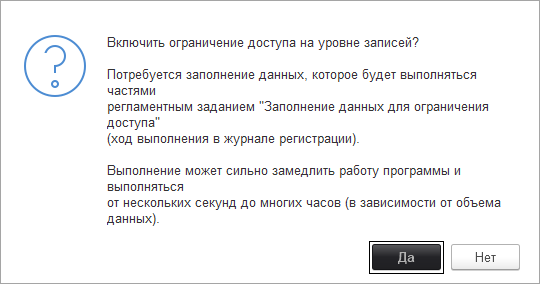 Включить ограничение доступа на уровне записей?
Потребуется заполнение данных, которое будет выполняться
частями
регламентным заданием "Заполнение данных для ограничения
доступа"
(ход выполнения в журнале регистрации).
Выполнение может сильно замедлить работу программы и
выполняться
от нескольких секунд до многих часов (в зависимости от объема
данных).
Да Нет